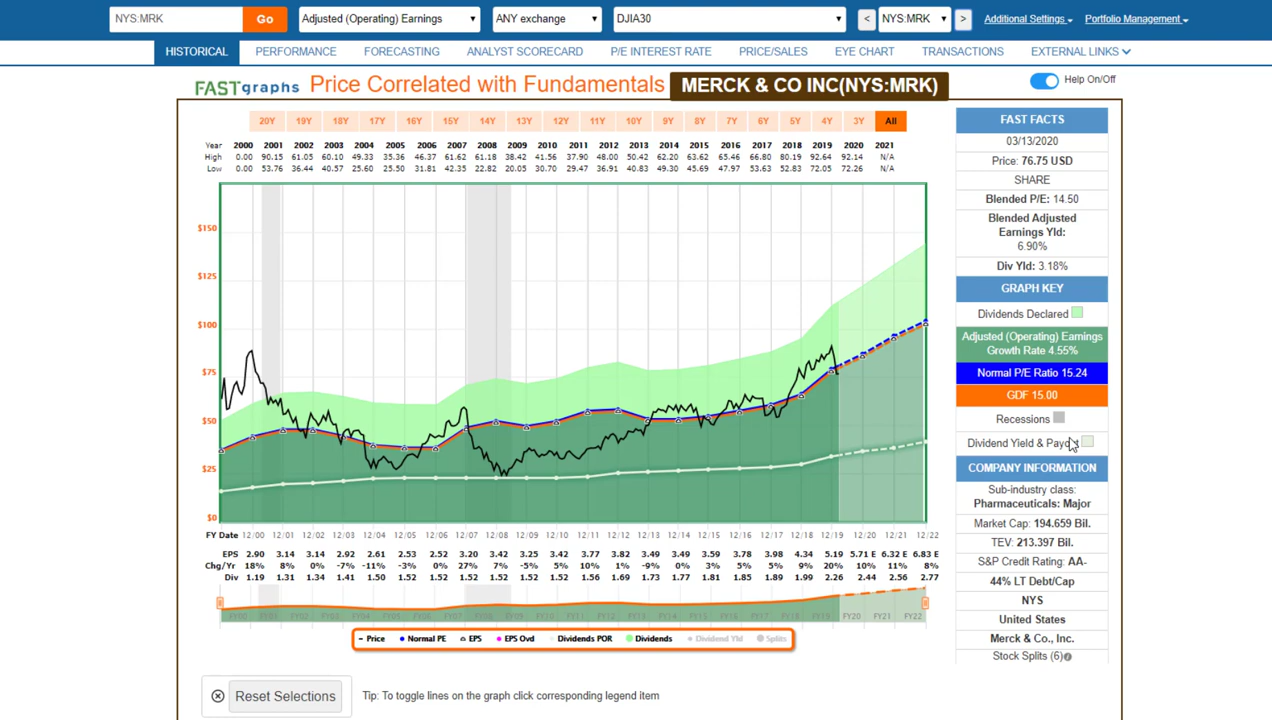 NYS:MRK Go Adjusted (Operating) Earnings ANY exchange DJIA30 < NYS:MRK > Additional Settings Portfolio Management
HISTORICAL PERFORMANCE FORECASTING ANALYST SCORECARD P/E INTEREST RATE PRICE/SALES EYE CHART TRANSACTIONS EXTERNAL LINKS
FASTgraphs Price Correlated with Fundamentals MERCK & CO INC(NYS:MRK)
Help On/Off
20Y 19Y 18Y 17Y 16Y 15Y 14Y 13Y 12Y 11Y 10Y 9Y 8Y 7Y 6Y 5Y 4Y 3Y All
Year 2000 2001 2002 2003 2004 2005 2006 2007 2008 2009 2010 2011 2012 2013 2014 2015 2016 2017 2018 2019 2020 2021
High 0.00 90.15 61.05 60.10 49.33 35.36 46.37 61.62 61.18 38.42 41.56 37.90 48.00 50.42 62.20 63.62 65.46 66.80 80.19 92.64 92.14 N/A
Low 0.00 53.76 36.44 40.57 25.60 25.50 31.81 42.35 22.82 20.05 30.70 29.47 36.91 40.83 49.30 45.69 47.97 53.63 52.83 72.05 72.26 N/A
$150
$125
$100
$75
$50
$25
$0
FY Date 12/00 12/01 12/02 12/03 12/04 12/05 12/06 12/07 12/08 12/09 12/10 12/11 12/12 12/13 12/14 12/15 12/16 12/17 12/18 12/19 12/20 12/21 12/22
EPS 2.90 3.14 3.14 2.92 2.61 2.53 2.52 3.20 3.42 3.25 3.42 3.77 3.82 3.49 3.49 3.59 3.78 3.98 4.34 5.19 5.71 E 6.32 E 6.83 E
Chg/Yr 18% 8% 0% -7% -11% -3% 0% 27% 7% -5% 5% 10% 1% -9% 0% 3% 5% 5% 9% 20% 10% 11% 8%
Div 1.19 1.31 1.34 1.41 1.50 1.52 1.52 1.52 1.52 1.52 1.52 1.56 1.69 1.73 1.77 1.81 1.85 1.89 1.99 2.26 2.44 2.56 2.77
FY20 FY21 FY22
Price Normal PE EPS EPS Ovd Dividends POR Dividends Dividend Yld Splits
Reset Selections
Tip: To toggle lines on the graph click corresponding legend item
FAST FACTS
03/13/2020
Price: 76.75 USD
SHARE
Blended P/E: 14.50
Blended Adjusted
Earnings Yld:
6.90%
Div Yld: 3.18%
GRAPH KEY
Dividends Declared
Adjusted (Operating) Earnings
Growth Rate 4.55%
Normal P/E Ratio 15.24
GDF 15.00
Recessions
Dividend Yield & Payout
COMPANY INFORMATION
Sub-industry class:
Pharmaceuticals: Major
Market Cap: 194.659 Bil.
TEV: 213.397 Bil.
S&P Credit Rating: AA-
44% LT Debt/Cap
NYS
United States
Merck & Co., Inc.
Stock Splits (6)